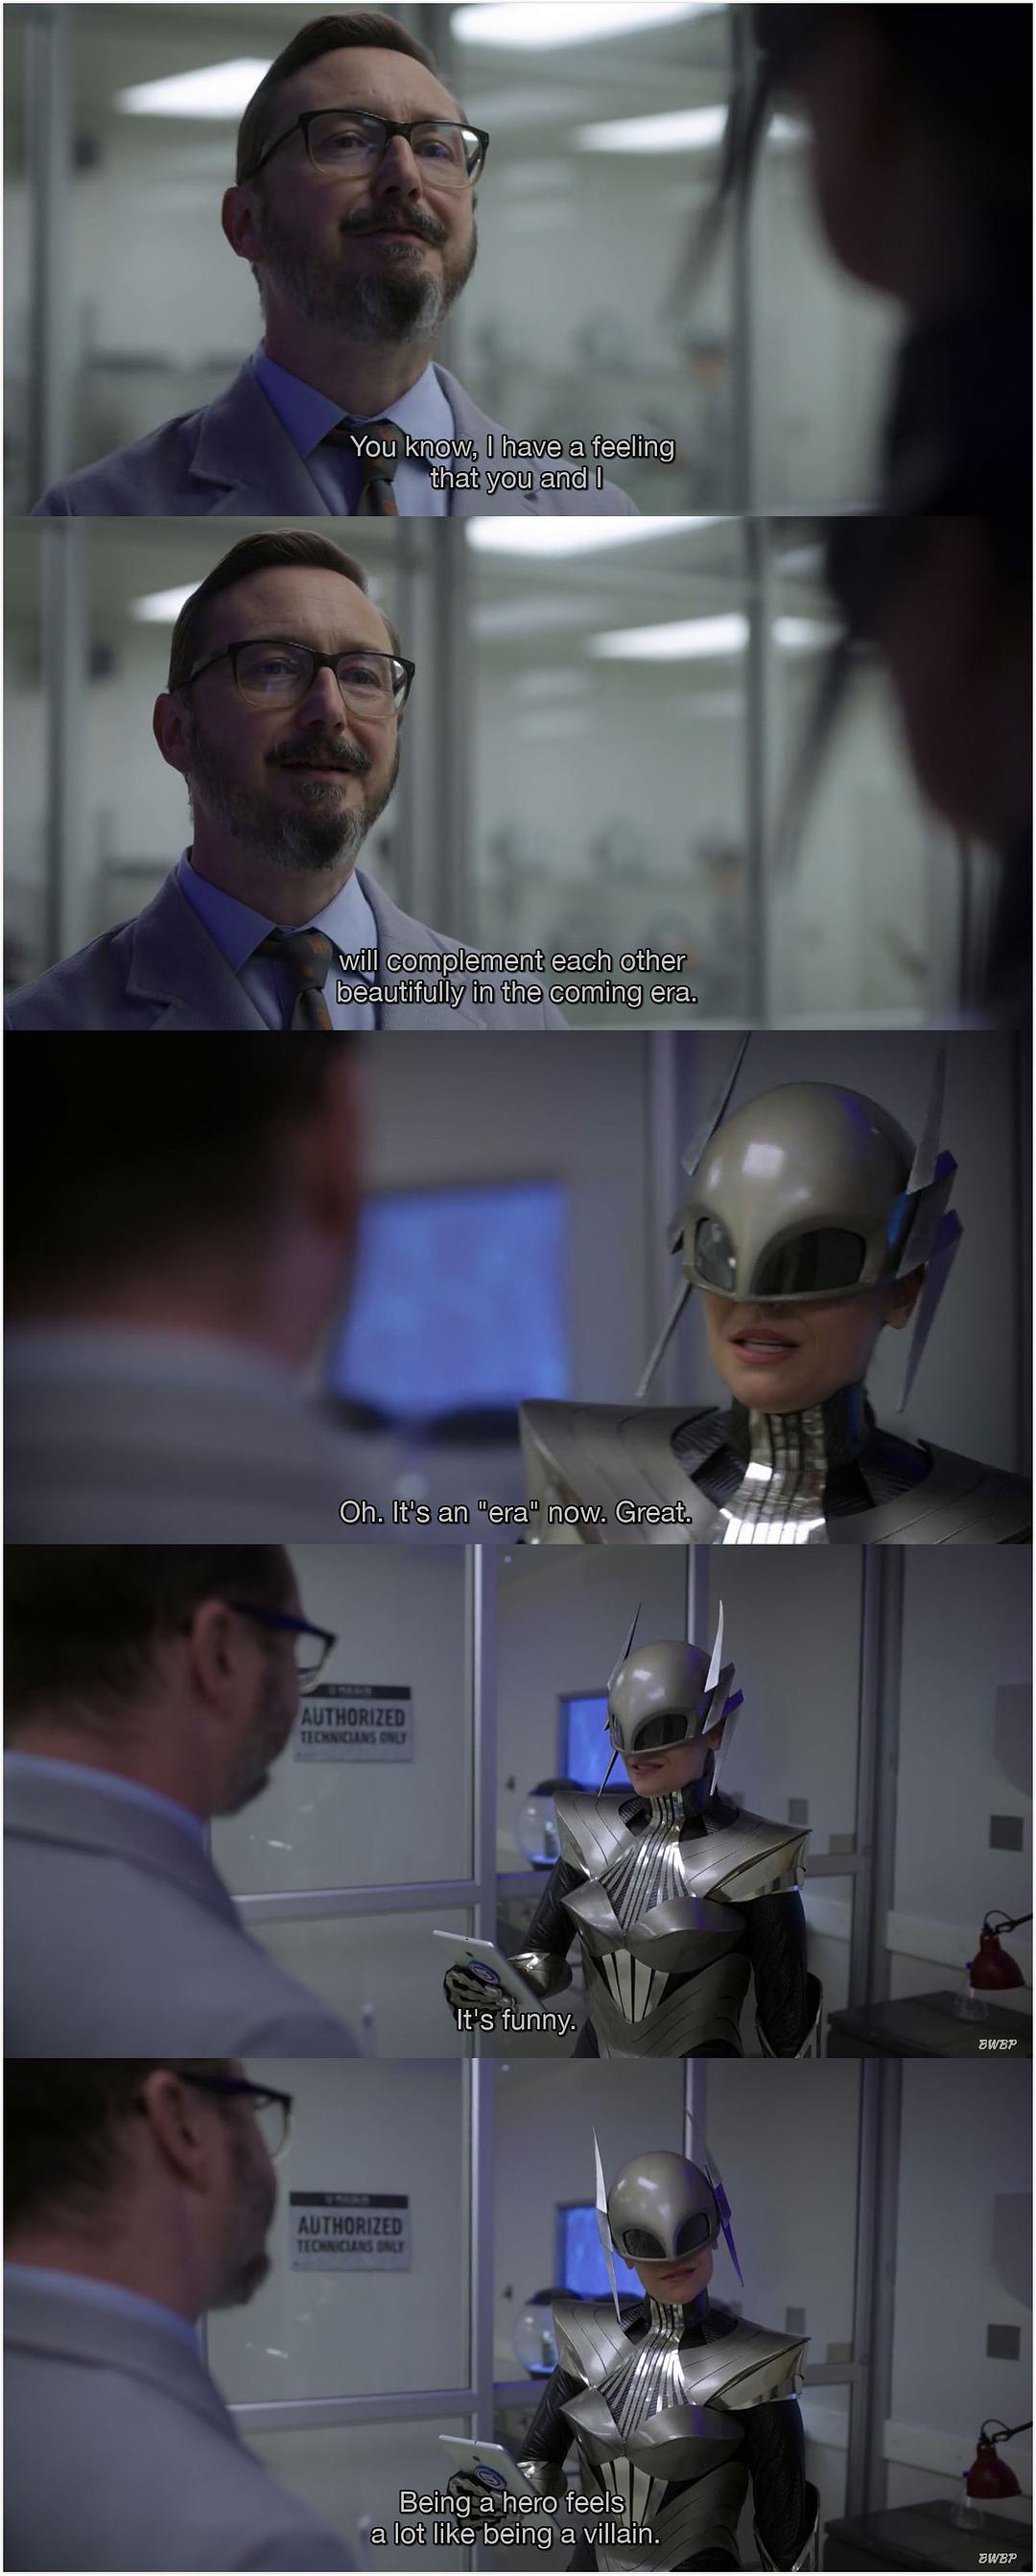 You know, I have a feeling
that you and I
will complement each other
beautifully in the coming era.
Oh. It's an "era" now. Great.
AUTHORIZED
TECHNICIANS ONLY
It's funny.
BWBP
AUTHORIZED
TECHNICIANS ONLY
Being a hero feels
a lot like being a villain.
BWBP